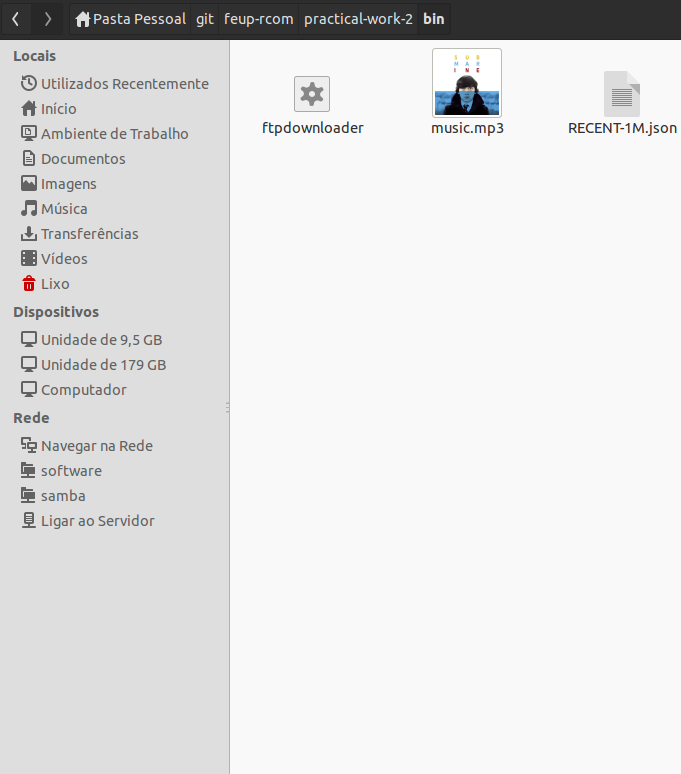 Pasta Pessoal git feup-rcom practical-work-2 bin
Locais
Utilizados Recentemente
Início
Ambiente de Trabalho
Documentos
Imagens
Música
Transferências
Vídeos
Lixo
Dispositivos
Unidade de 9,5 GB
Unidade de 179 GB
Computador
Rede
Navegar na Rede
software
samba
Ligar ao Servidor
SUB
MAR
INE
ftpdownloader music.mp3 RECENT-1M.json